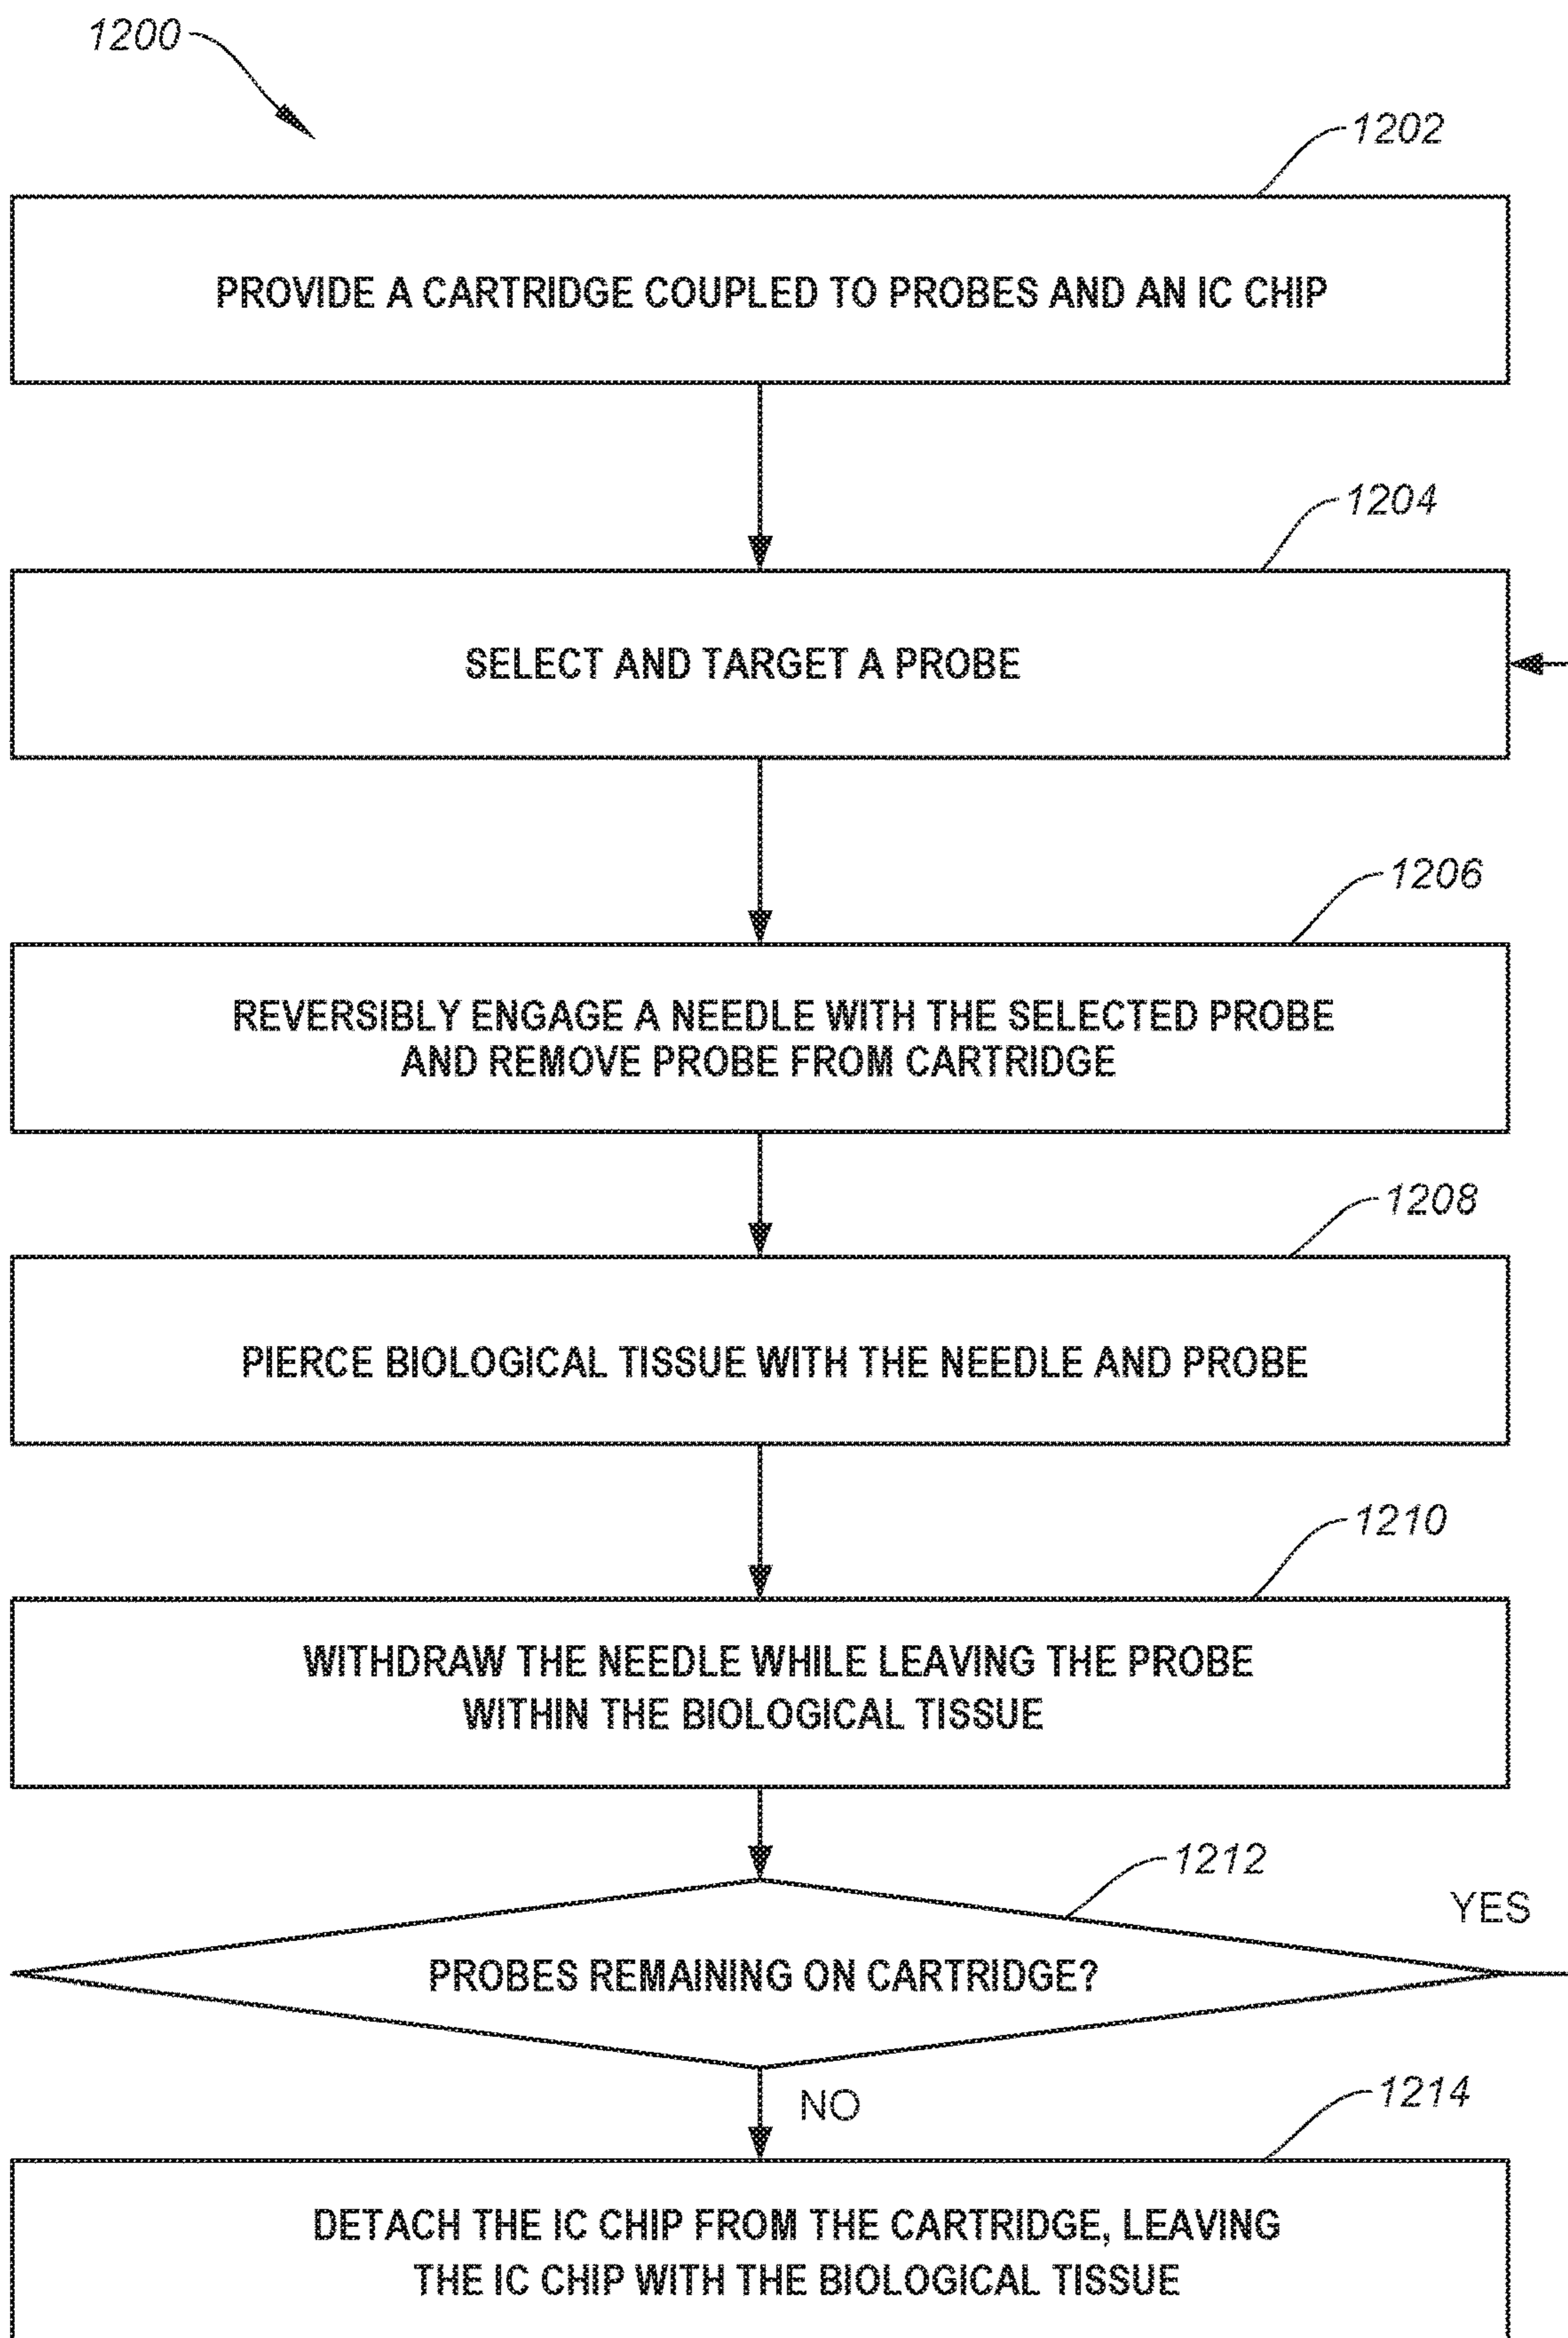 1200
1202
PROVIDE A CARTRIDGE COUPLED TO PROBES AND AN IC CHIP
1204
SELECT AND TARGET A PROBE
1206
REVERSIBLY ENGAGE A NEEDLE WITH THE SELECTED PROBE
AND REMOVE PROBE FROM CARTRIDGE
1208
PIERCE BIOLOGICAL TISSUE WITH THE NEEDLE AND PROBE
1210
WITHDRAW THE NEEDLE WHILE LEAVING THE PROBE
WITHIN THE BIOLOGICAL TISSUE
1212
YES
PROBES REMAINING ON CARTRIDGE?
NO
1214
DETACH THE IC CHIP FROM THE CARTRIDGE, LEAVING
THE IC CHIP WITH THE BIOLOGICAL TISSUE